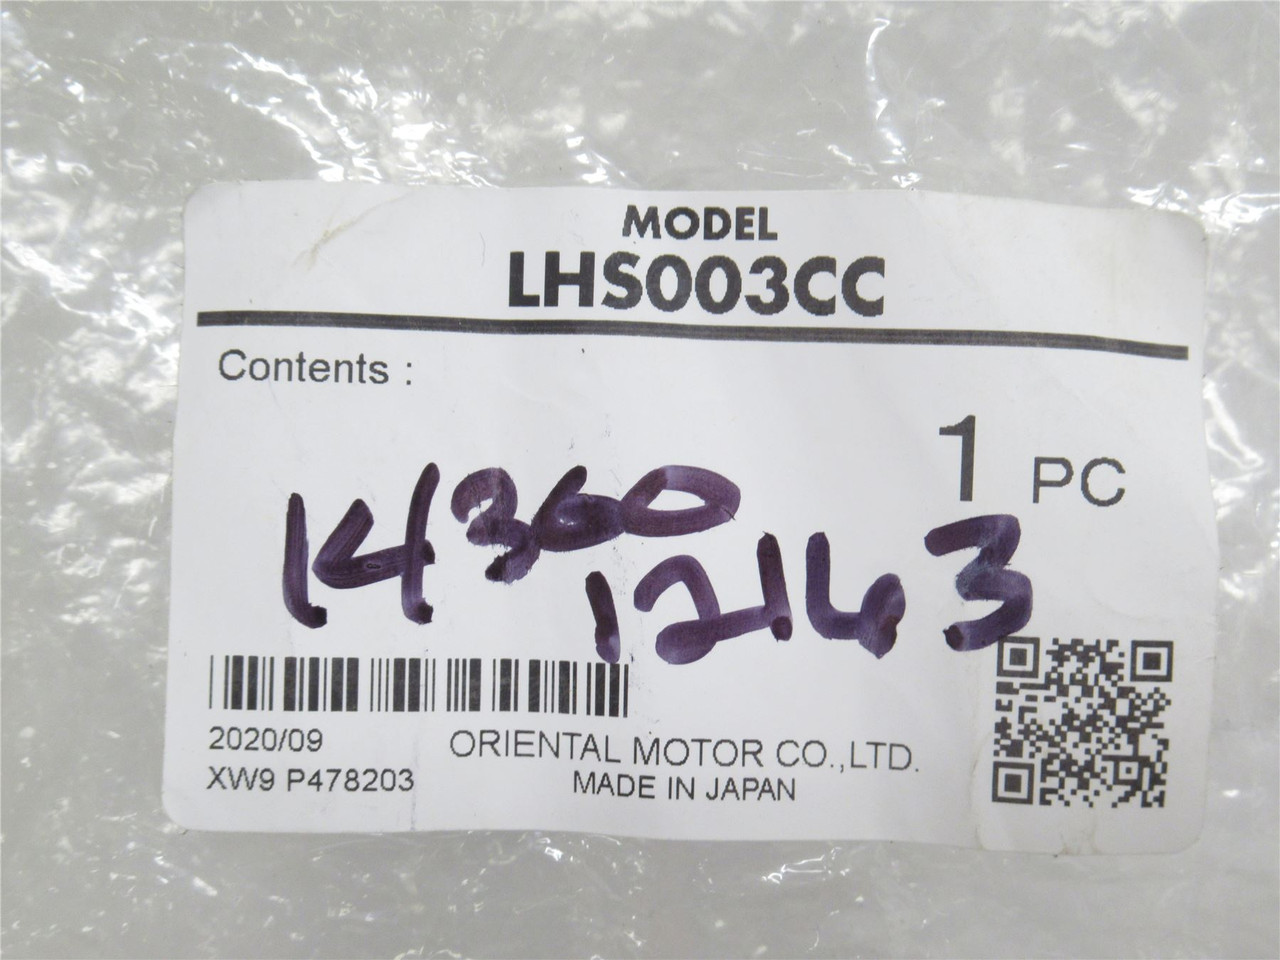 MODEL
LHS003CC
Contents :
1 PC
14360
12163
2020/09
XW9 P478203
ORIENTAL MOTOR CO.,LTD.
MADE IN JAPAN